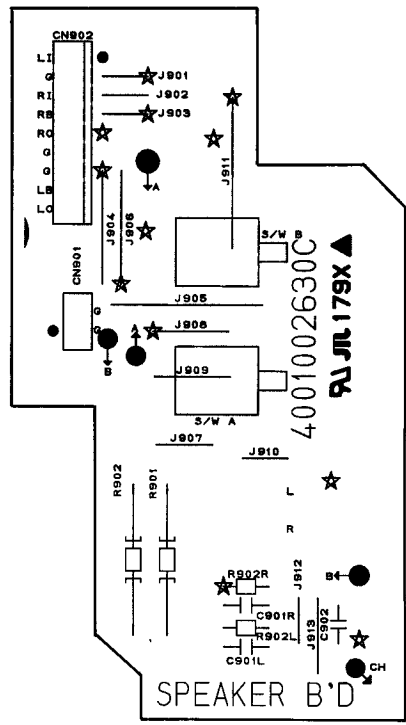 CN902
LI
G
RI
RB
RO
G
G
LB
LO
J901
J902
J903
A
J911
J904
J906
S/W B
CN901
G
G
J905
J908
A
B
J909
S/W A
4001002630C
179X
J907
J910
R902
R901
L
R
J912
R902R
B
C901R
R902L
C901L
J913
C902
CH
SPEAKER B'D